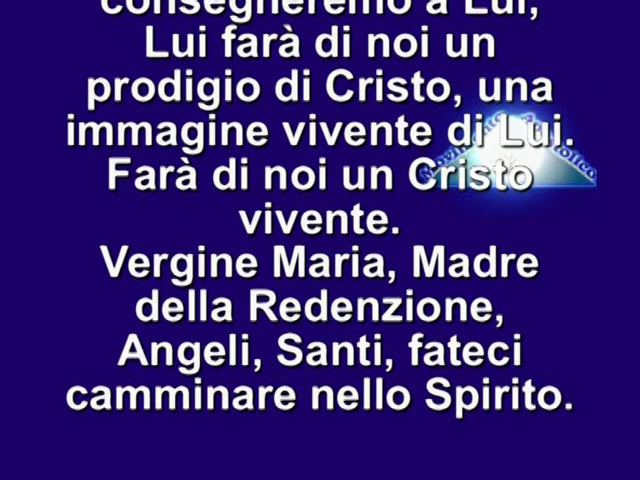 consegneremo a Lui,
Lui farà di noi un
prodigio di Cristo, una
immagine vivente di Lui.
Farà di noi un Cristo
vivente.
Vergine Maria, Madre
della Redenzione,
Angeli, Santi, fateci
camminare nello Spirito.